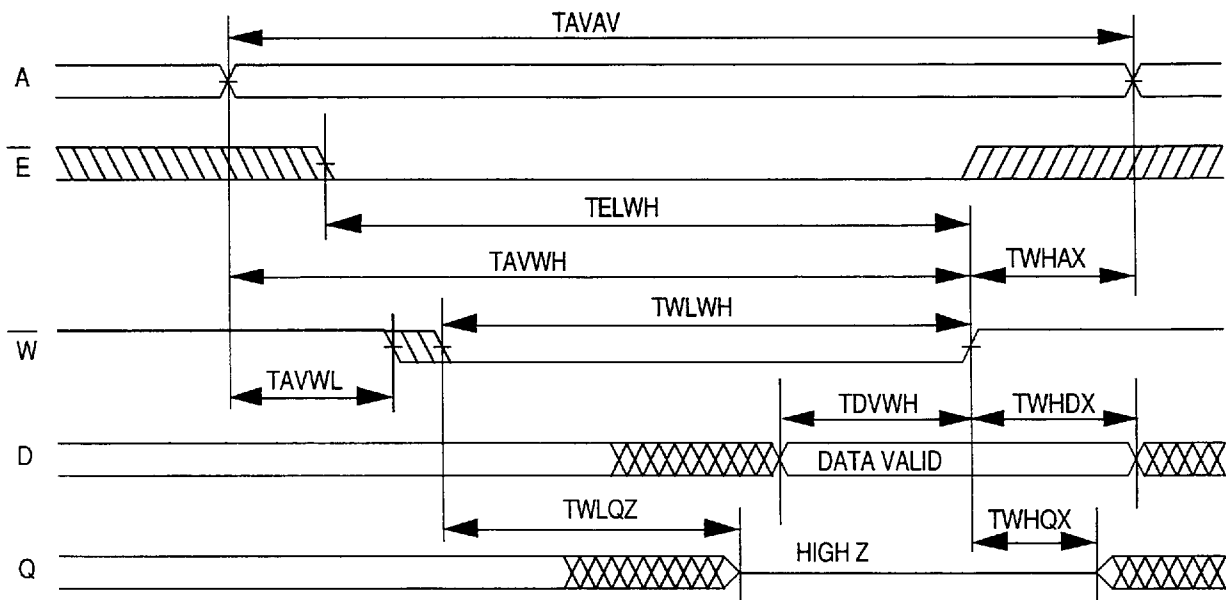 TAVAV
A
E̅
TELWH
TAVWH
TWHAX
TWLWH
W̅
TAVWL
TDVWH
TWHDX
D
DATA VALID
TWLQZ
TWHQX
Q
HIGH Z